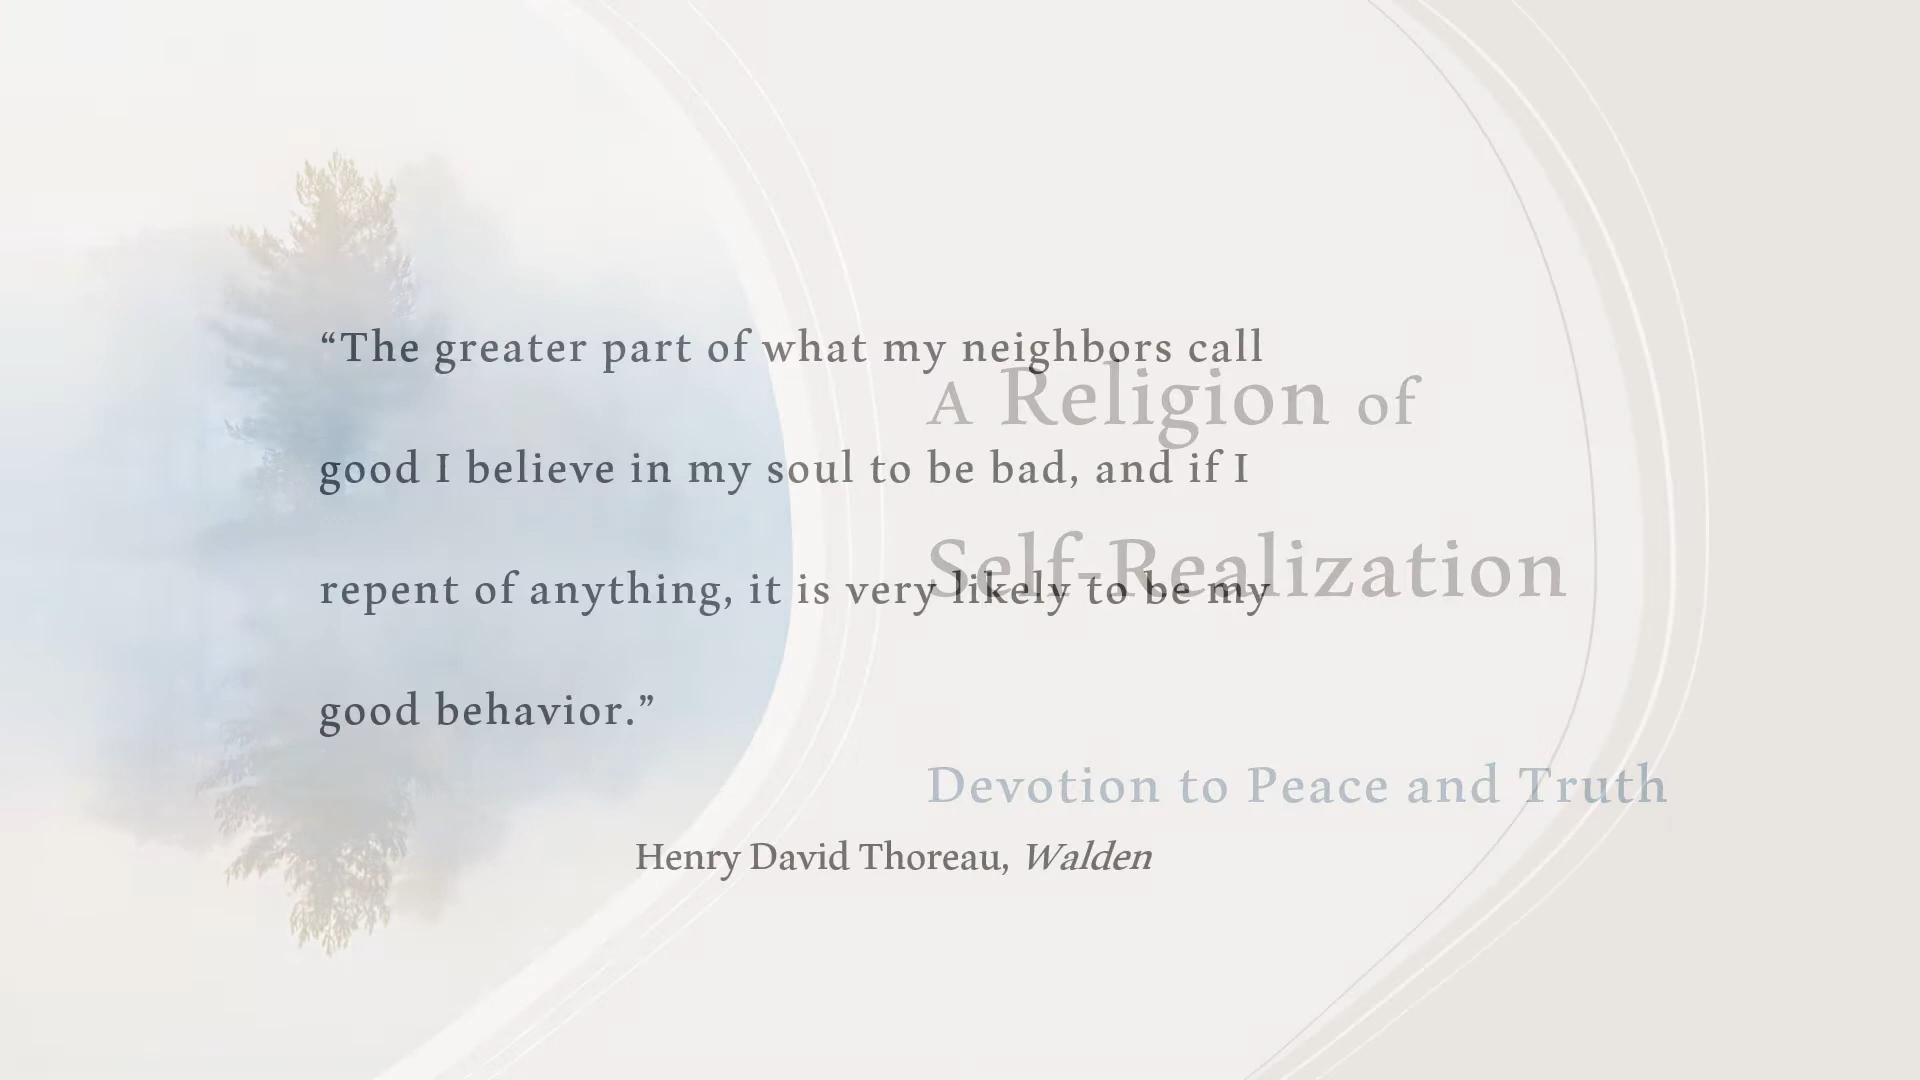 “The greater part of what my neighbors call
good I believe in my soul to be bad, and if I
repent of anything, it is very likely to be my
good behavior.”
Henry David Thoreau, Walden
A Religion of
Self-Realization
Devotion to Peace and Truth